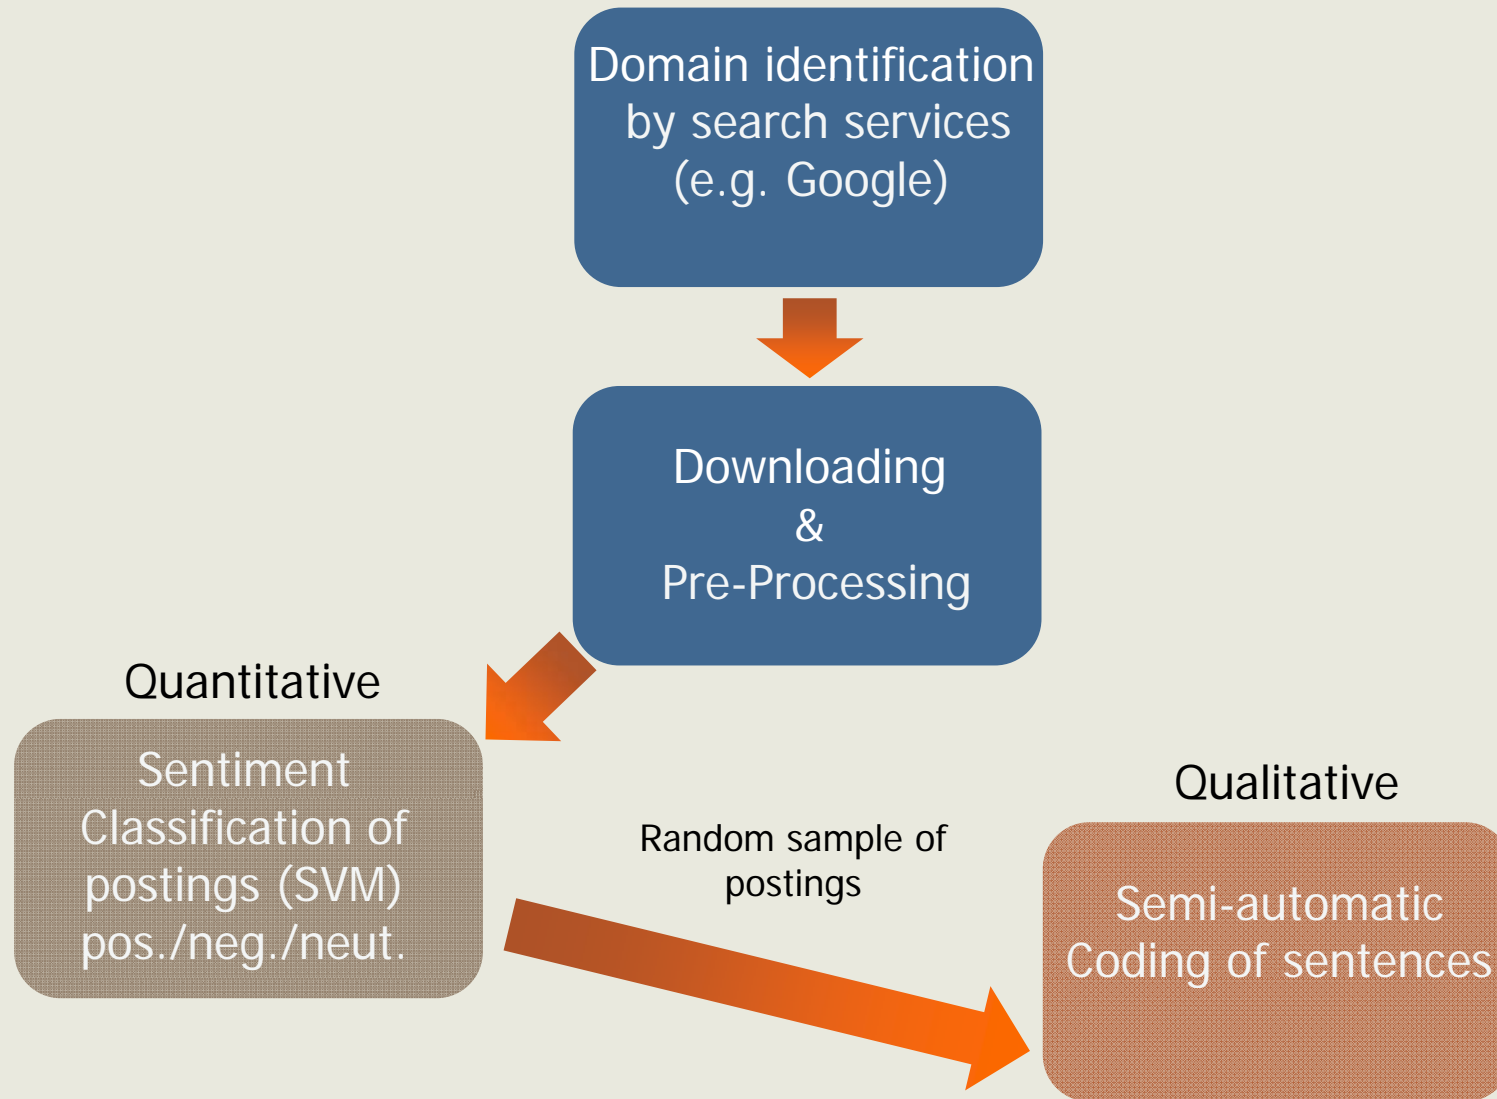 Domain identification
by search services
(e.g. Google)
Downloading
&
Pre-Processing
Quantitative
Sentiment
Classification of
postings (SVM)
pos./neg./neut.
Random sample of
postings
Qualitative
Semi-automatic
Coding of sentences